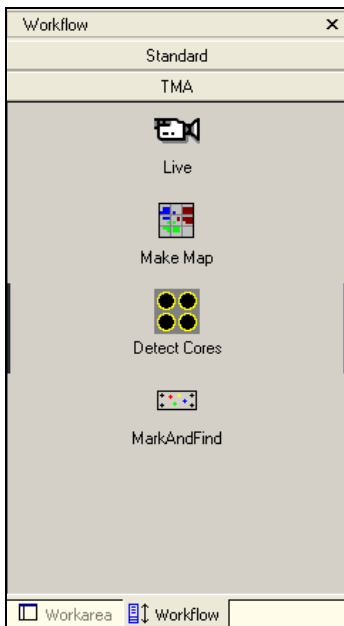 Workflow
Standard
TMA
Live
Make Map
Detect Cores
MarkAndFind
Workarea Workflow